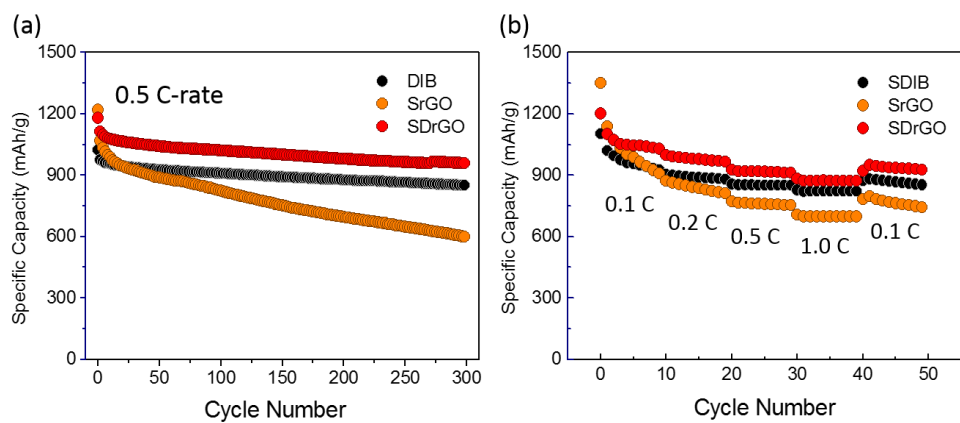 (a)
1500
1200
900
600
300
0
Specific Capacity (mAh/g)
0.5 C-rate
DIB
SrGO
SDrGO
0 50 100 150 200 250 300
Cycle Number
(b)
1500
1200
900
600
300
0
Specific Capacity (mAh/g)
SDIB
SrGO
SDrGO
0.1 C
0.2 C
0.5 C
1.0 C
0.1 C
0 10 20 30 40 50
Cycle Number